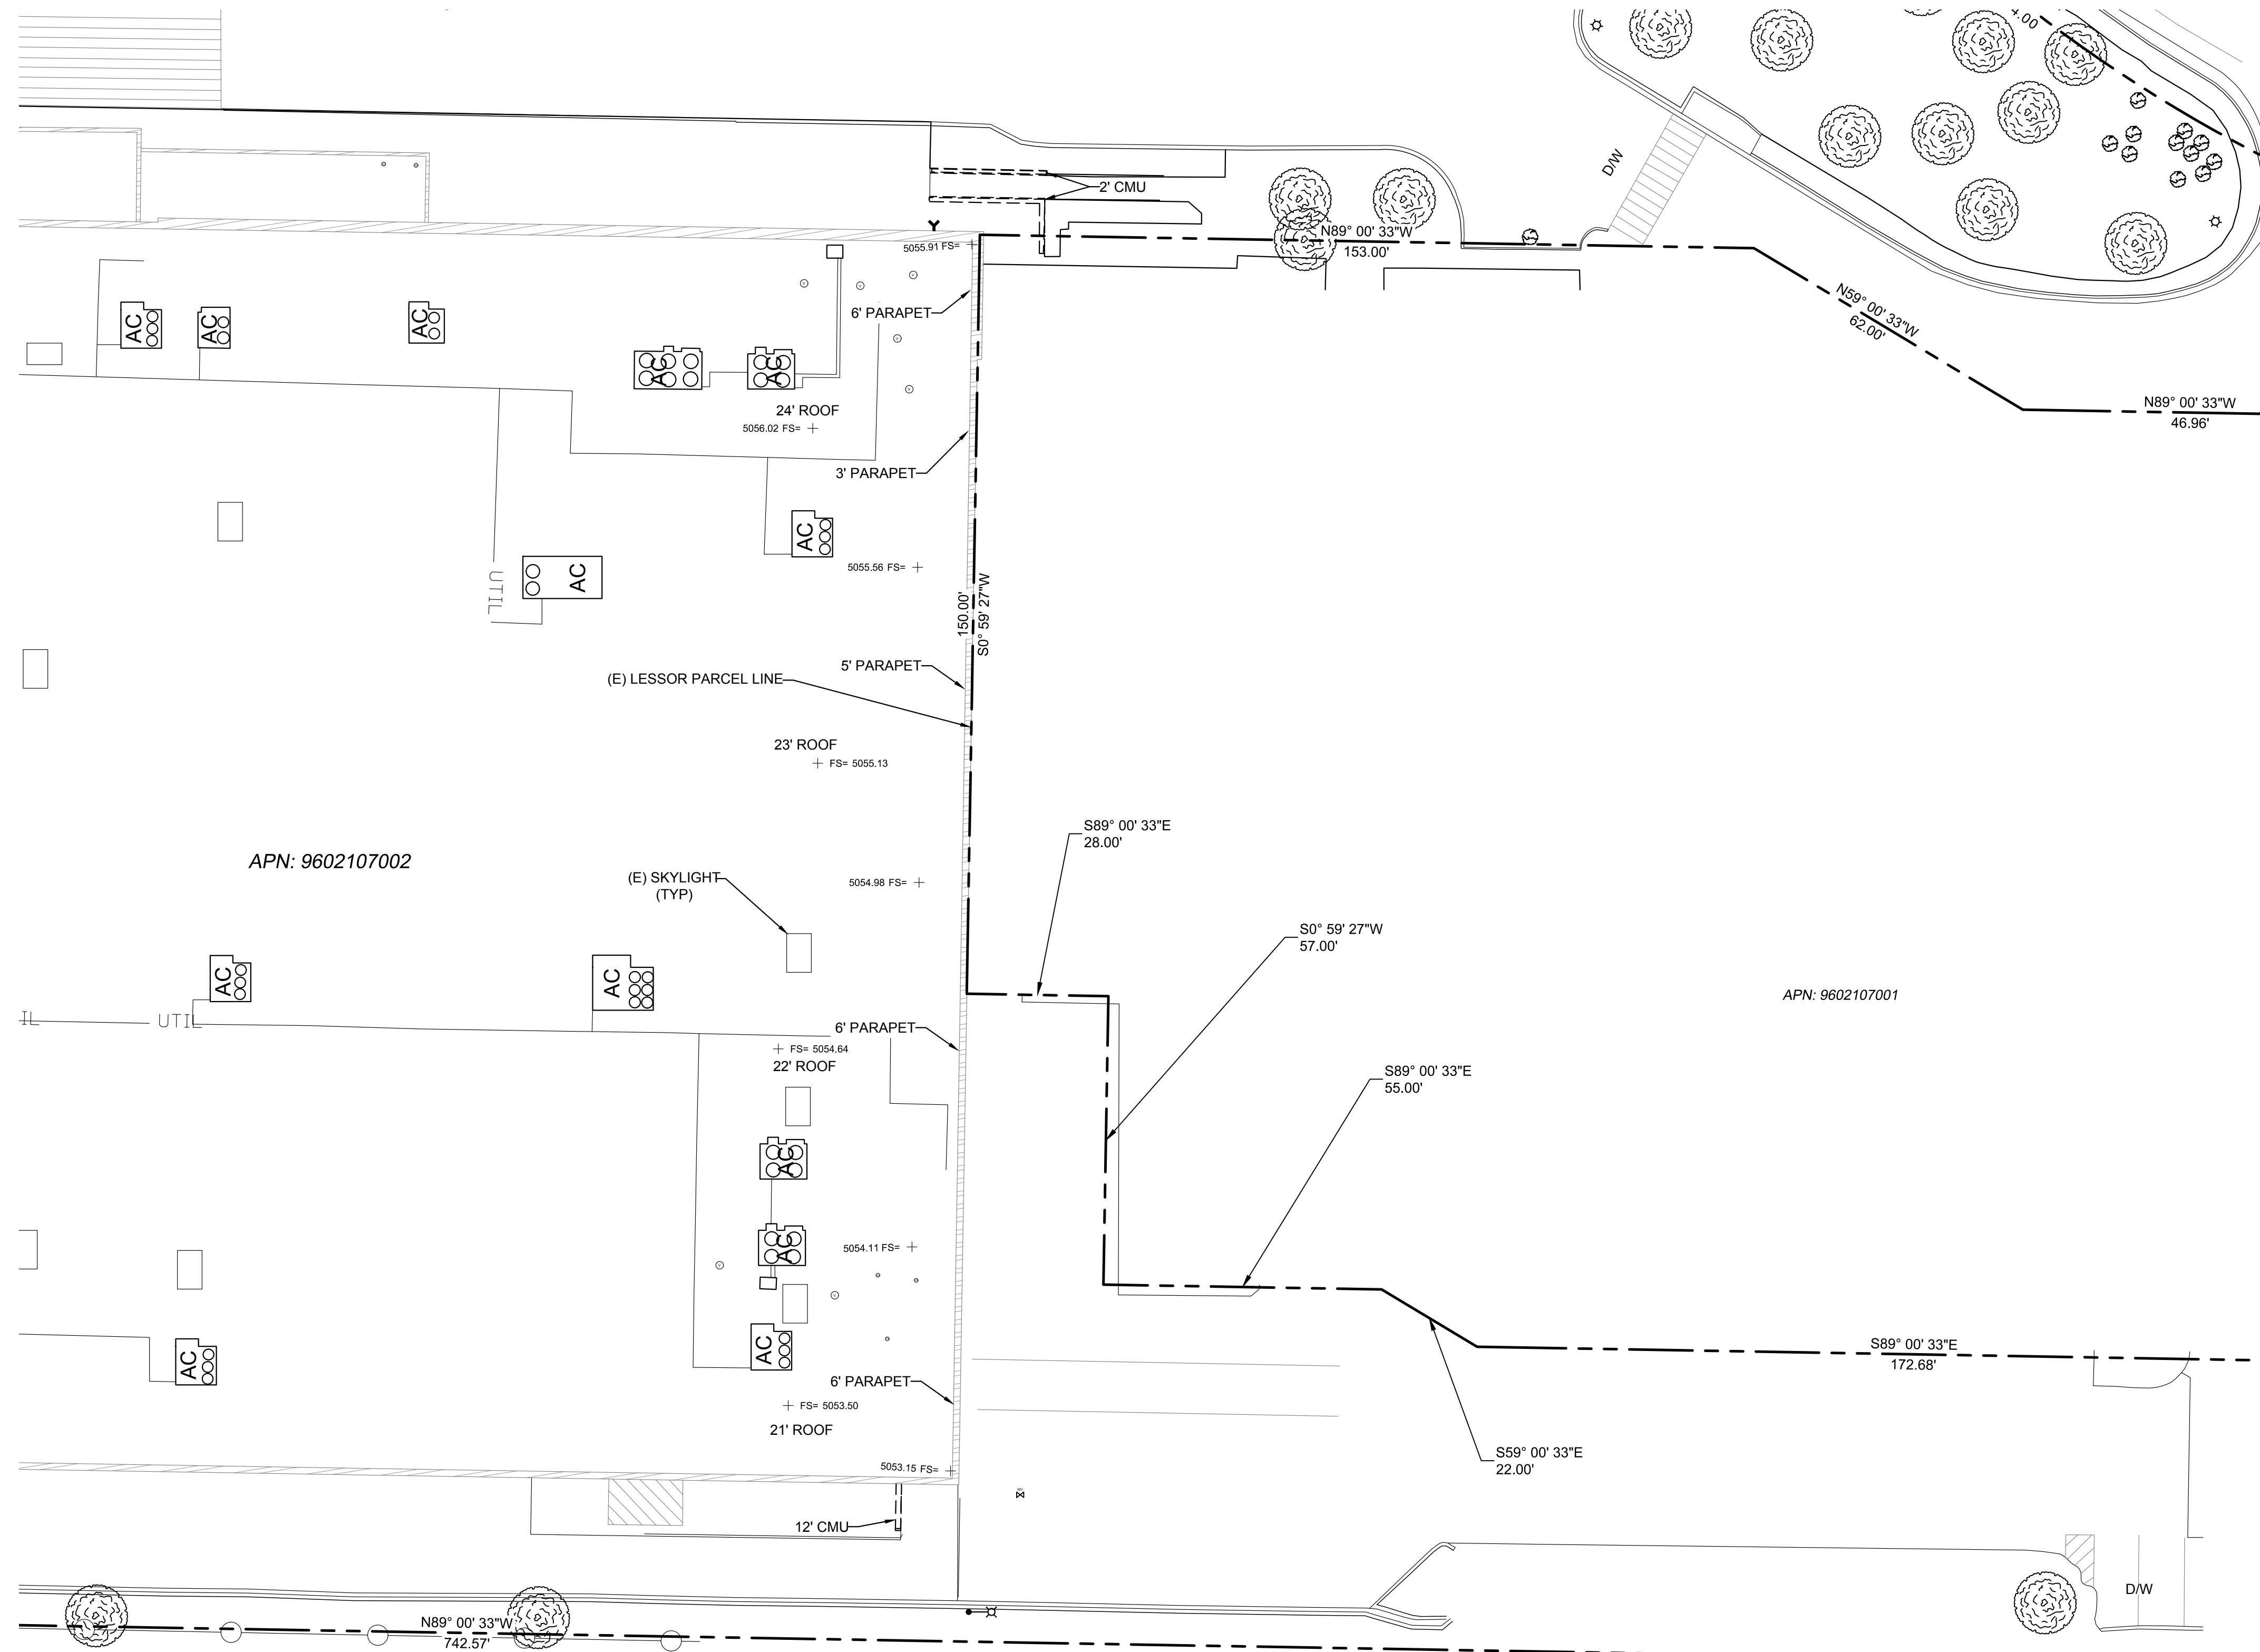 4.00
D/W
2' CMU
N89° 00' 33"W
153.00'
5055.91 FS=
6' PARAPET
N59° 00' 33"W
62.00'
AC
AC
AC
AC
AC
24' ROOF
5056.02 FS=
N89° 00' 33"W
46.96'
3' PARAPET
AC
5055.56 FS=
UTIL
AC
150.00'
S0° 59' 27"W
5' PARAPET
(E) LESSOR PARCEL LINE
23' ROOF
FS= 5055.13
S89° 00' 33"E
28.00'
APN: 9602107002
(E) SKYLIGHT
(TYP)
5054.98 FS=
S0° 59' 27"W
57.00'
AC
AC
APN: 9602107001
IL
UTIL
6' PARAPET
FS= 5054.64
22' ROOF
S89° 00' 33"E
55.00'
AC
AC
5054.11 FS=
AC
AC
S89° 00' 33"E
172.68'
6' PARAPET
FS= 5053.50
21' ROOF
S59° 00' 33"E
22.00'
5053.15 FS=
12' CMU
D/W
N89° 00' 33"W
742.57'